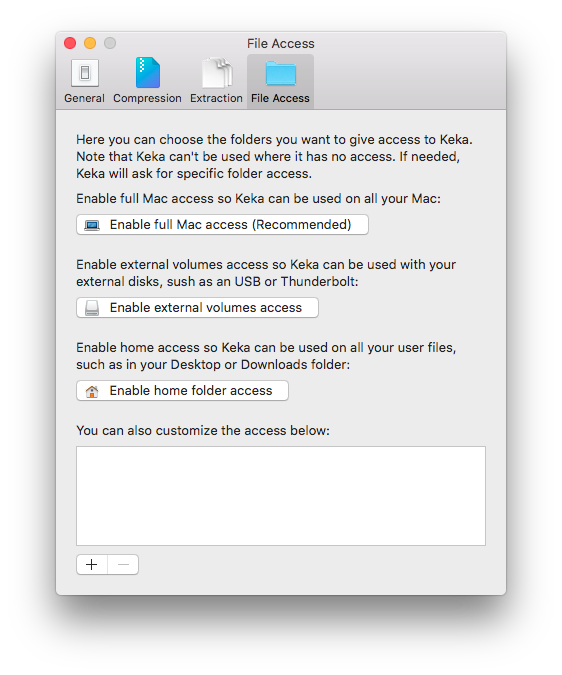 File Access
General
Compression
Extraction
File Access
Here you can choose the folders you want to give access to Keka.
Note that Keka can't be used where it has no access. If needed,
Keka will ask for specific folder access.
Enable full Mac access so Keka can be used on all your Mac:
Enable full Mac access (Recommended)
Enable external volumes access so Keka can be used with your
external disks, sush as an USB or Thunderbolt:
Enable external volumes access
Enable home access so Keka can be used on all your user files,
such as in your Desktop or Downloads folder:
Enable home folder access
You can also customize the access below: